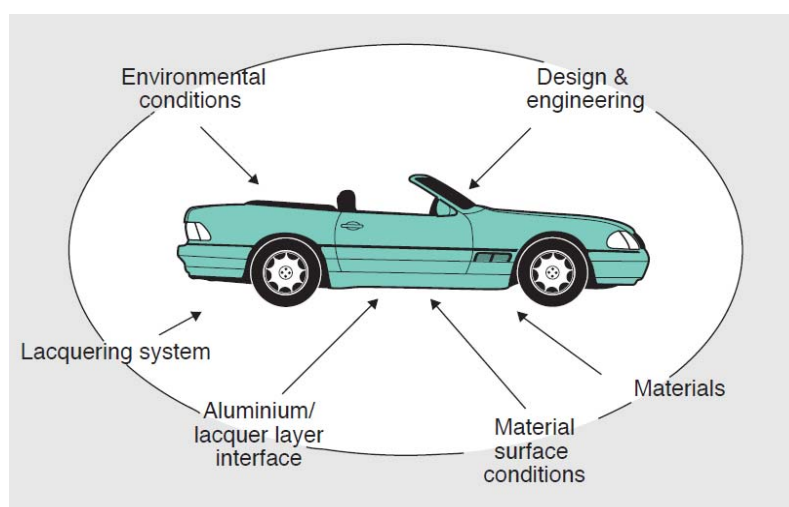 Environmental
conditions
Design &
engineering
Lacquering system
Aluminium/
lacquer layer
interface
Material
surface
conditions
Materials